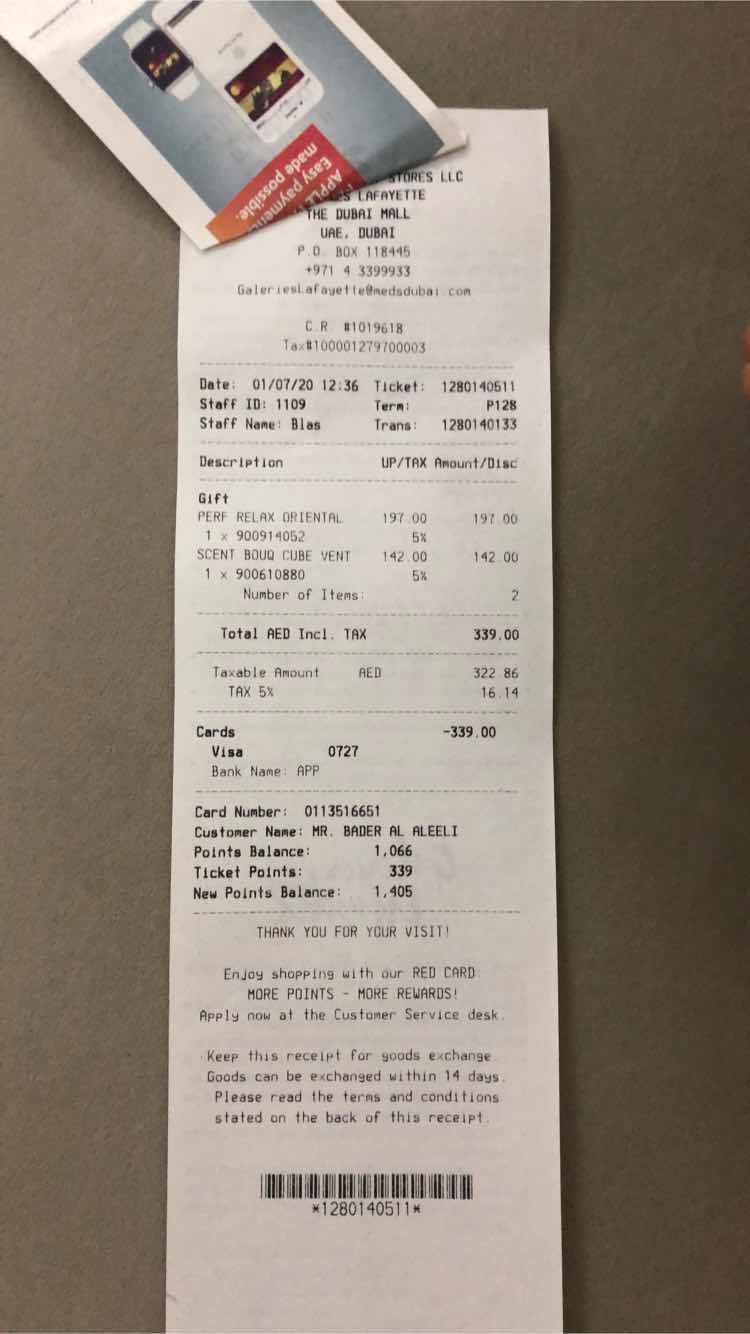 APPLE
Easy paymen
made possible.
STORES LLC
LAFAYETTE
THE DUBAI MALL
UAE, DUBAI
P.O. BOX 118445
+971 4 3399933
GaleriesLafayette@medsdubai.com
C.R. #1019618
Tax#100001279700003
Date: 01/07/20 12:36 Ticket: 1280140511
Staff ID: 1109 Term: P128
Staff Name: Blas Trans: 1280140133
Description UP/TAX Amount/Disc
Gift
PERF RELAX ORIENTAL 197.00 197.00
1 x 900914052 5%
SCENT BOUQ CUBE VENT 142.00 142.00
1 x 900610880 5%
Number of Items: 2
Total AED Incl. TAX 339.00
Taxable Amount AED 322.86
TAX 5% 16.14
Cards -339.00
Visa 0727
Bank Name: APP
Card Number: 0113516651
Customer Name: MR. BADER AL ALEELI
Points Balance: 1,066
Ticket Points: 339
New Points Balance: 1,405
THANK YOU FOR YOUR VISIT!
Enjoy shopping with our RED CARD
MORE POINTS - MORE REWARDS!
Apply now at the Customer Service desk.
Keep this receipt for goods exchange.
Goods can be exchanged within 14 days.
Please read the terms and conditions
stated on the back of this receipt.
*1280140511*